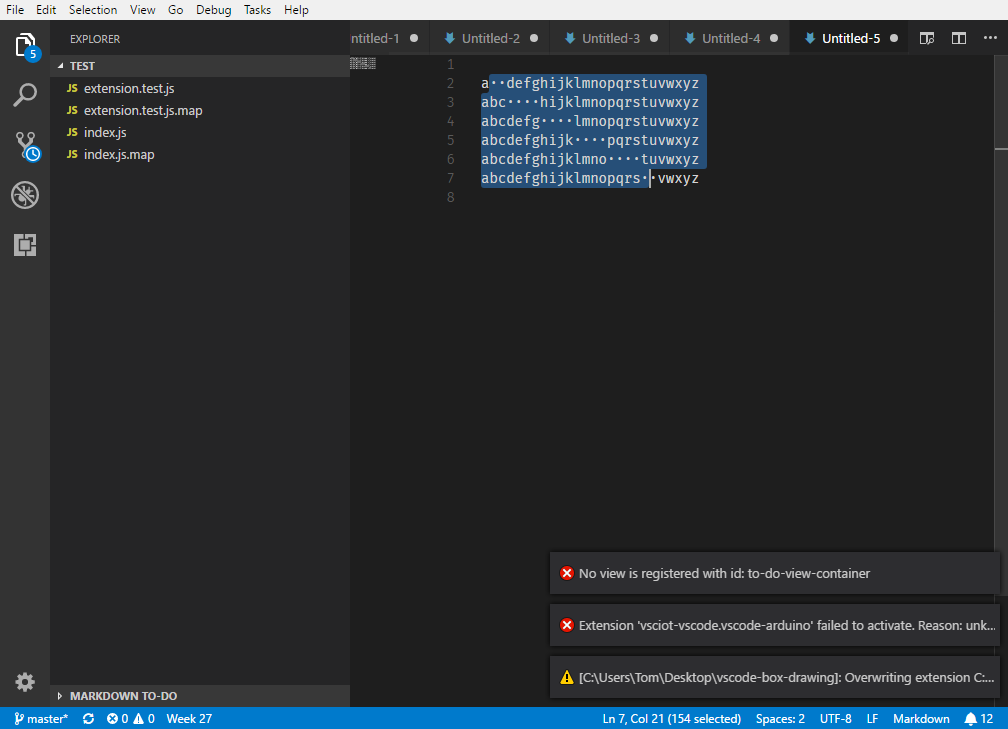 File Edit Selection View Go Debug Tasks Help
5
EXPLORER
ntitled-1 Untitled-2 Untitled-3 Untitled-4 Untitled-5
TEST
JS extension.test.js
JS extension.test.js.map
JS index.js
JS index.js.map
1
2 a··defghijklmnopqrstuvwxyz
3 abc····hijklmnopqrstuvwxyz
4 abcdefg····lmnopqrstuvwxyz
5 abcdefghijk····pqrstuvwxyz
6 abcdefghijklmno····tuvwxyz
7 abcdefghijklmnopqrs··vwxyz
8
No view is registered with id: to-do-view-container
Extension 'vsciot-vscode.vscode-arduino' failed to activate. Reason: unk...
[C:\Users\Tom\Desktop\vscode-box-drawing]: Overwriting extension C:...
MARKDOWN TO-DO
master* 0 0 Week 27 Ln 7, Col 21 (154 selected) Spaces: 2 UTF-8 LF Markdown 12